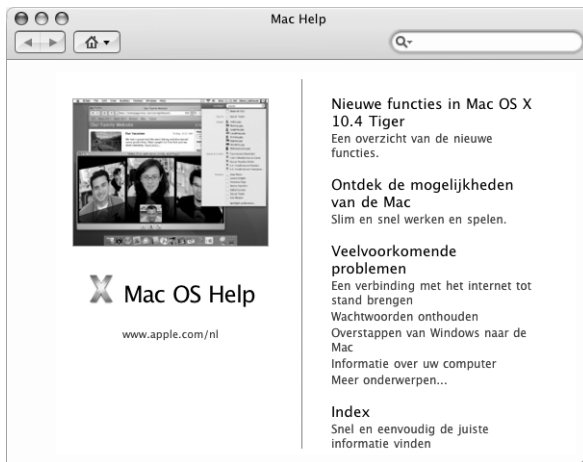 Mac Help
Mac OS Help
www.apple.com/nl
Nieuwe functies in Mac OS X
10.4 Tiger
Een overzicht van de nieuwe
functies.
Ontdek de mogelijkheden
van de Mac
Slim en snel werken en spelen.
Veelvoorkomende
problemen
Een verbinding met het internet tot
stand brengen
Wachtwoorden onthouden
Overstappen van Windows naar de
Mac
Informatie over uw computer
Meer onderwerpen...
Index
Snel en eenvoudig de juiste
informatie vinden